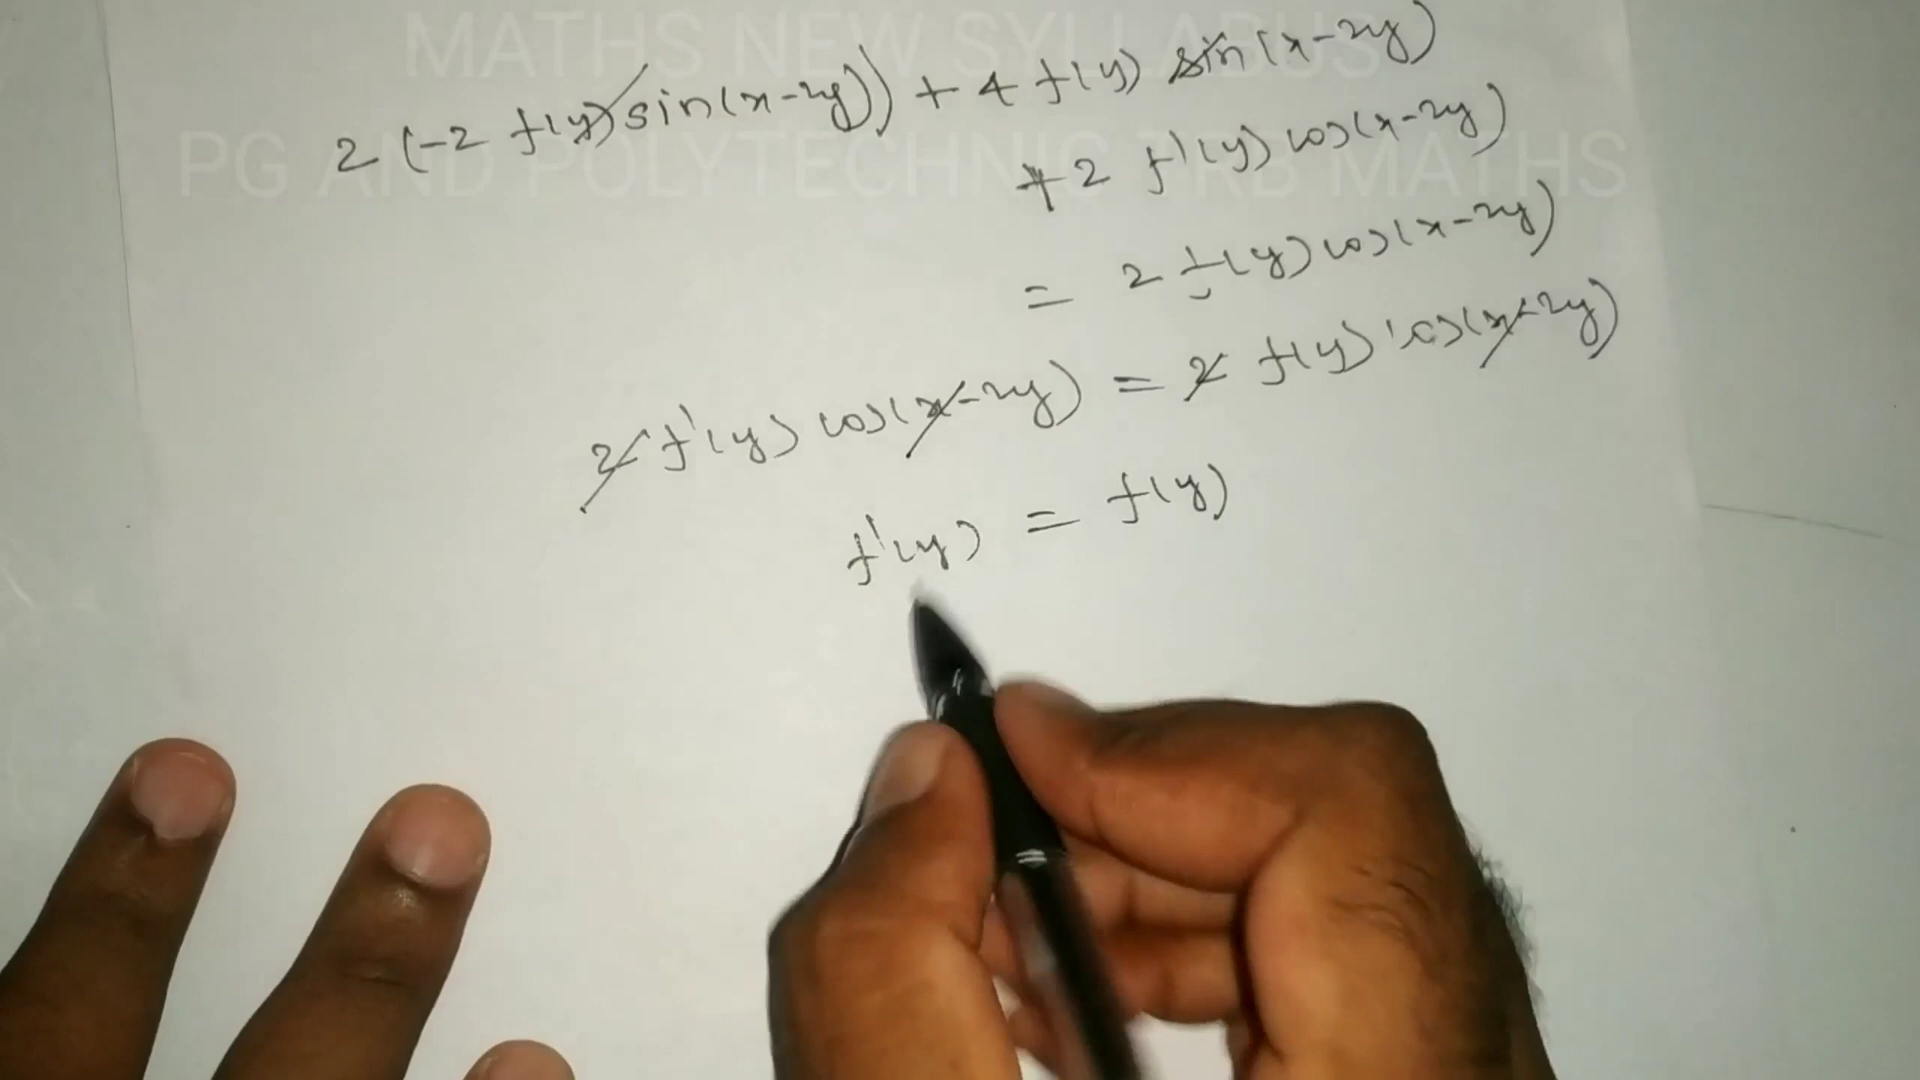 MATHS NEW SYLLABUS
PG AND POLYTECHNIC TRB MATHS
2 (-2 f(y) sin(x-2y)) + 4 f(y) sin(x-2y)
+ 2 f'(y) cos(x-2y)
= 2 f(y) cos(x-2y)
2 f'(y) cos(x-2y) = 2 f(y) cos(x-2y)
f'(y) = f(y)